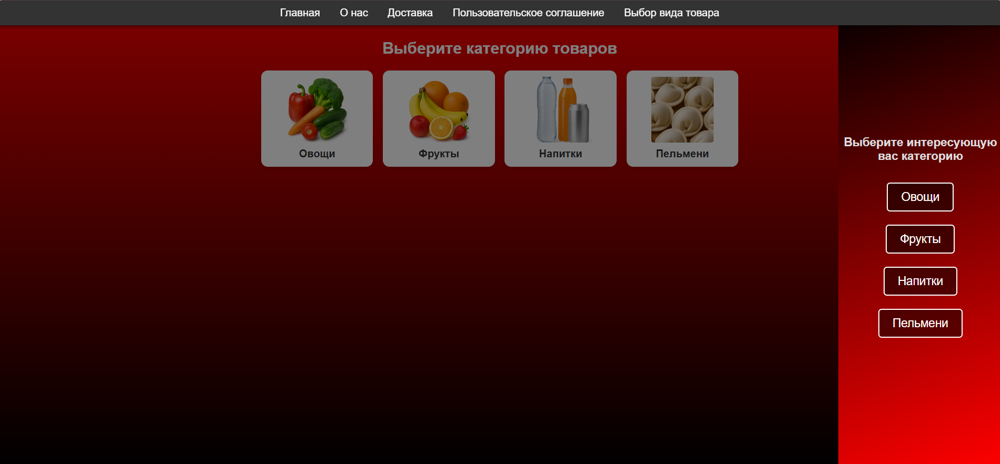 Главная О нас Доставка Пользовательское соглашение Выбор вида товара
Выберите категорию товаров
Овощи Фрукты Напитки Пельмени
Выберите интересующую
вас категорию
Овощи
Фрукты
Напитки
Пельмени